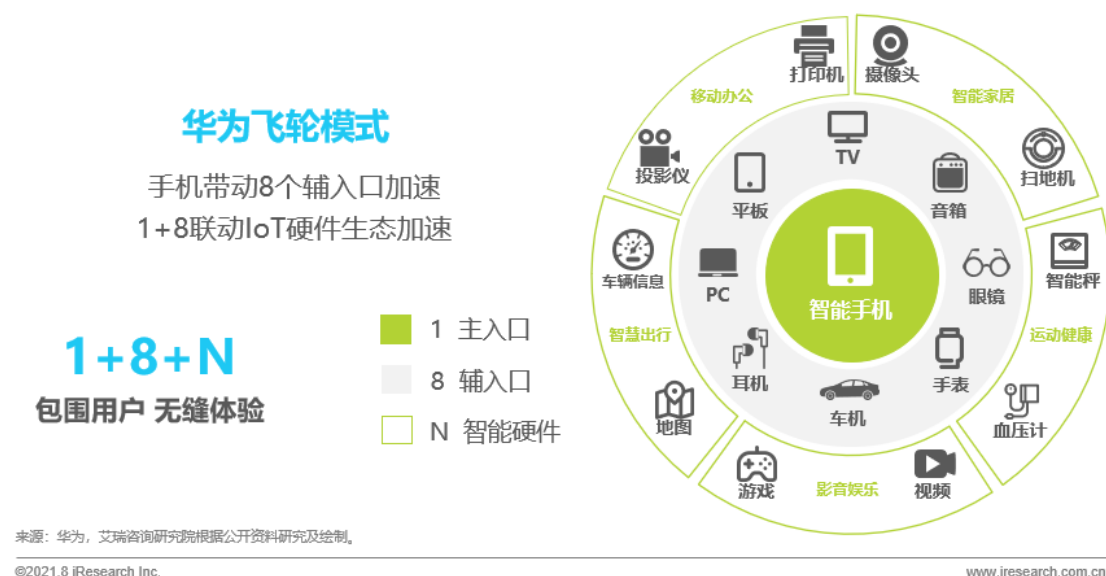 华为飞轮模式
手机带动8个辅入口加速
1+8联动IoT硬件生态加速
1+8+N
包围用户 无缝体验
1 主入口
8 辅入口
N 智能硬件
打印机
摄像头
移动办公
智能家居
投影仪
扫地机
TV
平板
音箱
车辆信息
PC
智能手机
眼镜
智能秤
智慧出行
运动健康
耳机
手表
车机
地图
血压计
游戏
影音娱乐
视频
来源：华为，艾瑞咨询研究院根据公开资料研究及绘制。
©2021.8 iResearch Inc.
www.iresearch.com.cn